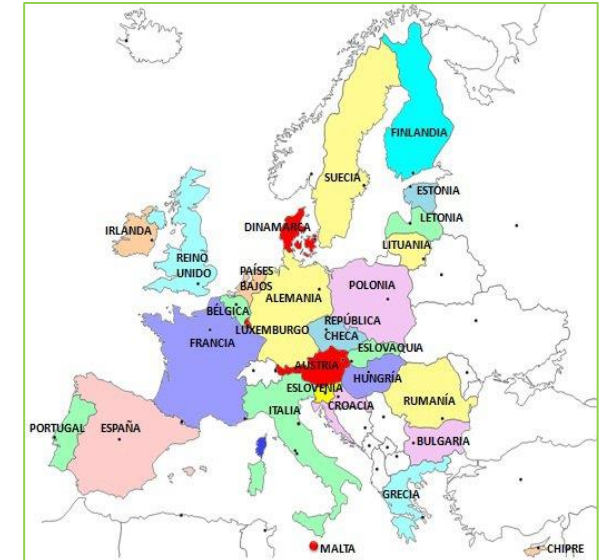 FINLANDIA
SUECIA
ESTONIA
LETONIA
IRLANDA
DINAMARCA
LITUANIA
REINO
UNIDO
PAÍSES
BAJOS
POLONIA
ALEMANIA
BÉLGICA
REPÚBLICA
CHECA
LUXEMBURGO
FRANCIA
ESLOVAQUIA
AUSTRIA
HUNGRÍA
ESLOVENIA
RUMANÍA
CROACIA
ITALIA
PORTUGAL
ESPAÑA
BULGARIA
GRECIA
MALTA
CHIPRE